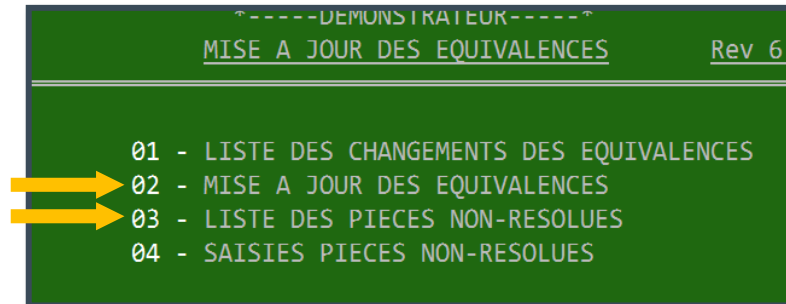 *-----DEMONSTRATEUR-----*
MISE A JOUR DES EQUIVALENCES Rev 6
01 - LISTE DES CHANGEMENTS DES EQUIVALENCES
02 - MISE A JOUR DES EQUIVALENCES
03 - LISTE DES PIECES NON-RESOLUES
04 - SAISIES PIECES NON-RESOLUES